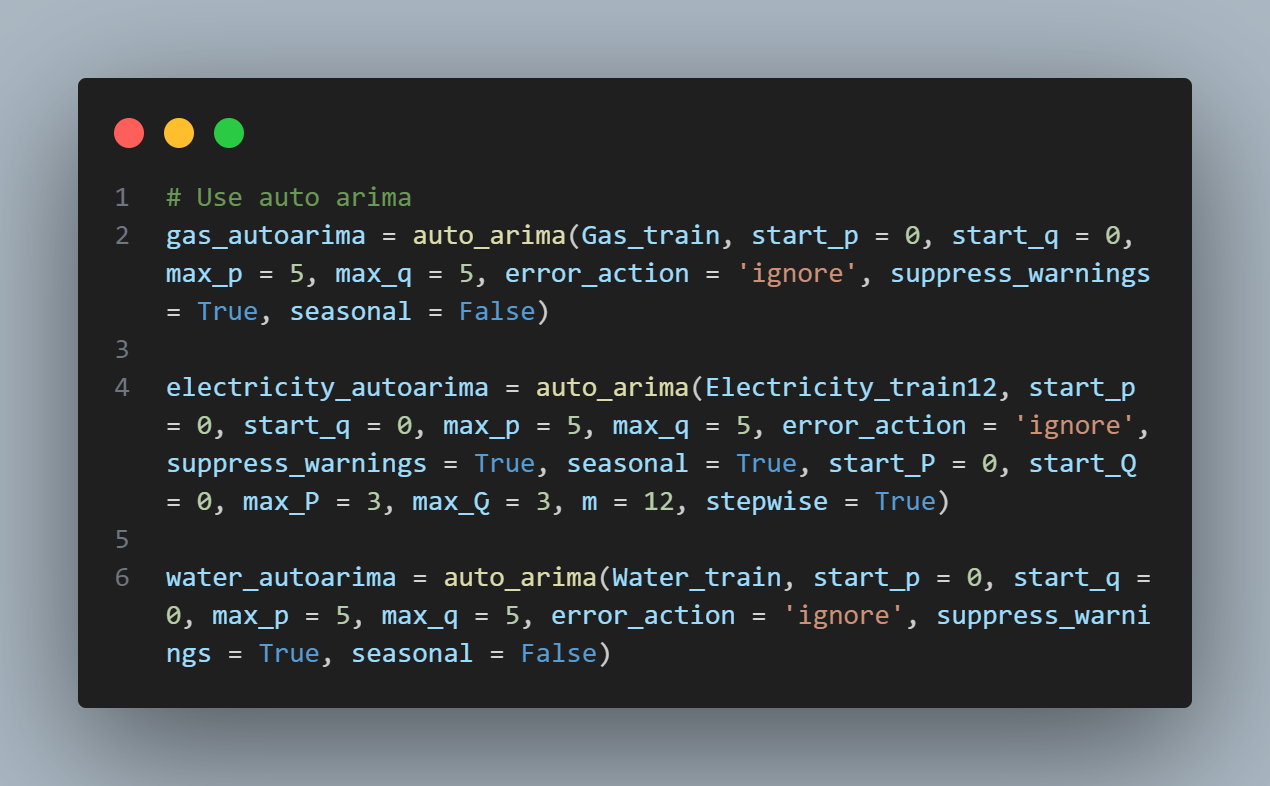 1 # Use auto arima
2 gas_autoarima = auto_arima(Gas_train, start_p = 0, start_q = 0,
max_p = 5, max_q = 5, error_action = 'ignore', suppress_warnings
= True, seasonal = False)
3
4 electricity_autoarima = auto_arima(Electricity_train12, start_p
= 0, start_q = 0, max_p = 5, max_q = 5, error_action = 'ignore',
suppress_warnings = True, seasonal = True, start_P = 0, start_Q
= 0, max_P = 3, max_Q = 3, m = 12, stepwise = True)
5
6 water_autoarima = auto_arima(Water_train, start_p = 0, start_q =
0, max_p = 5, max_q = 5, error_action = 'ignore', suppress_warni
ngs = True, seasonal = False)